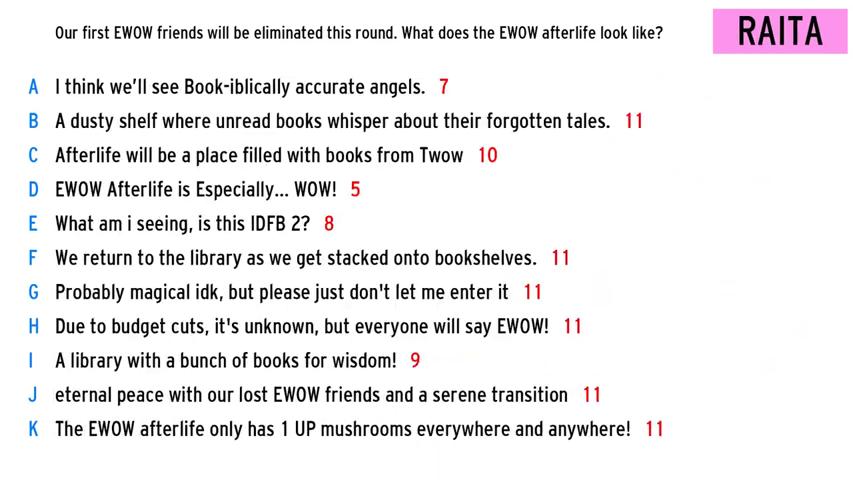 Our first EWOW friends will be eliminated this round. What does the EWOW afterlife look like?
RAITA
A I think we'll see Book-iblically accurate angels. 7
B A dusty shelf where unread books whisper about their forgotten tales. 11
C Afterlife will be a place filled with books from Twow 10
D EWOW Afterlife is Especially... WOW! 5
E What am i seeing, is this IDFB 2? 8
F We return to the library as we get stacked onto bookshelves. 11
G Probably magical idk, but please just don't let me enter it 11
H Due to budget cuts, it's unknown, but everyone will say EWOW! 11
I A library with a bunch of books for wisdom! 9
J eternal peace with our lost EWOW friends and a serene transition 11
K The EWOW afterlife only has 1 UP mushrooms everywhere and anywhere! 11